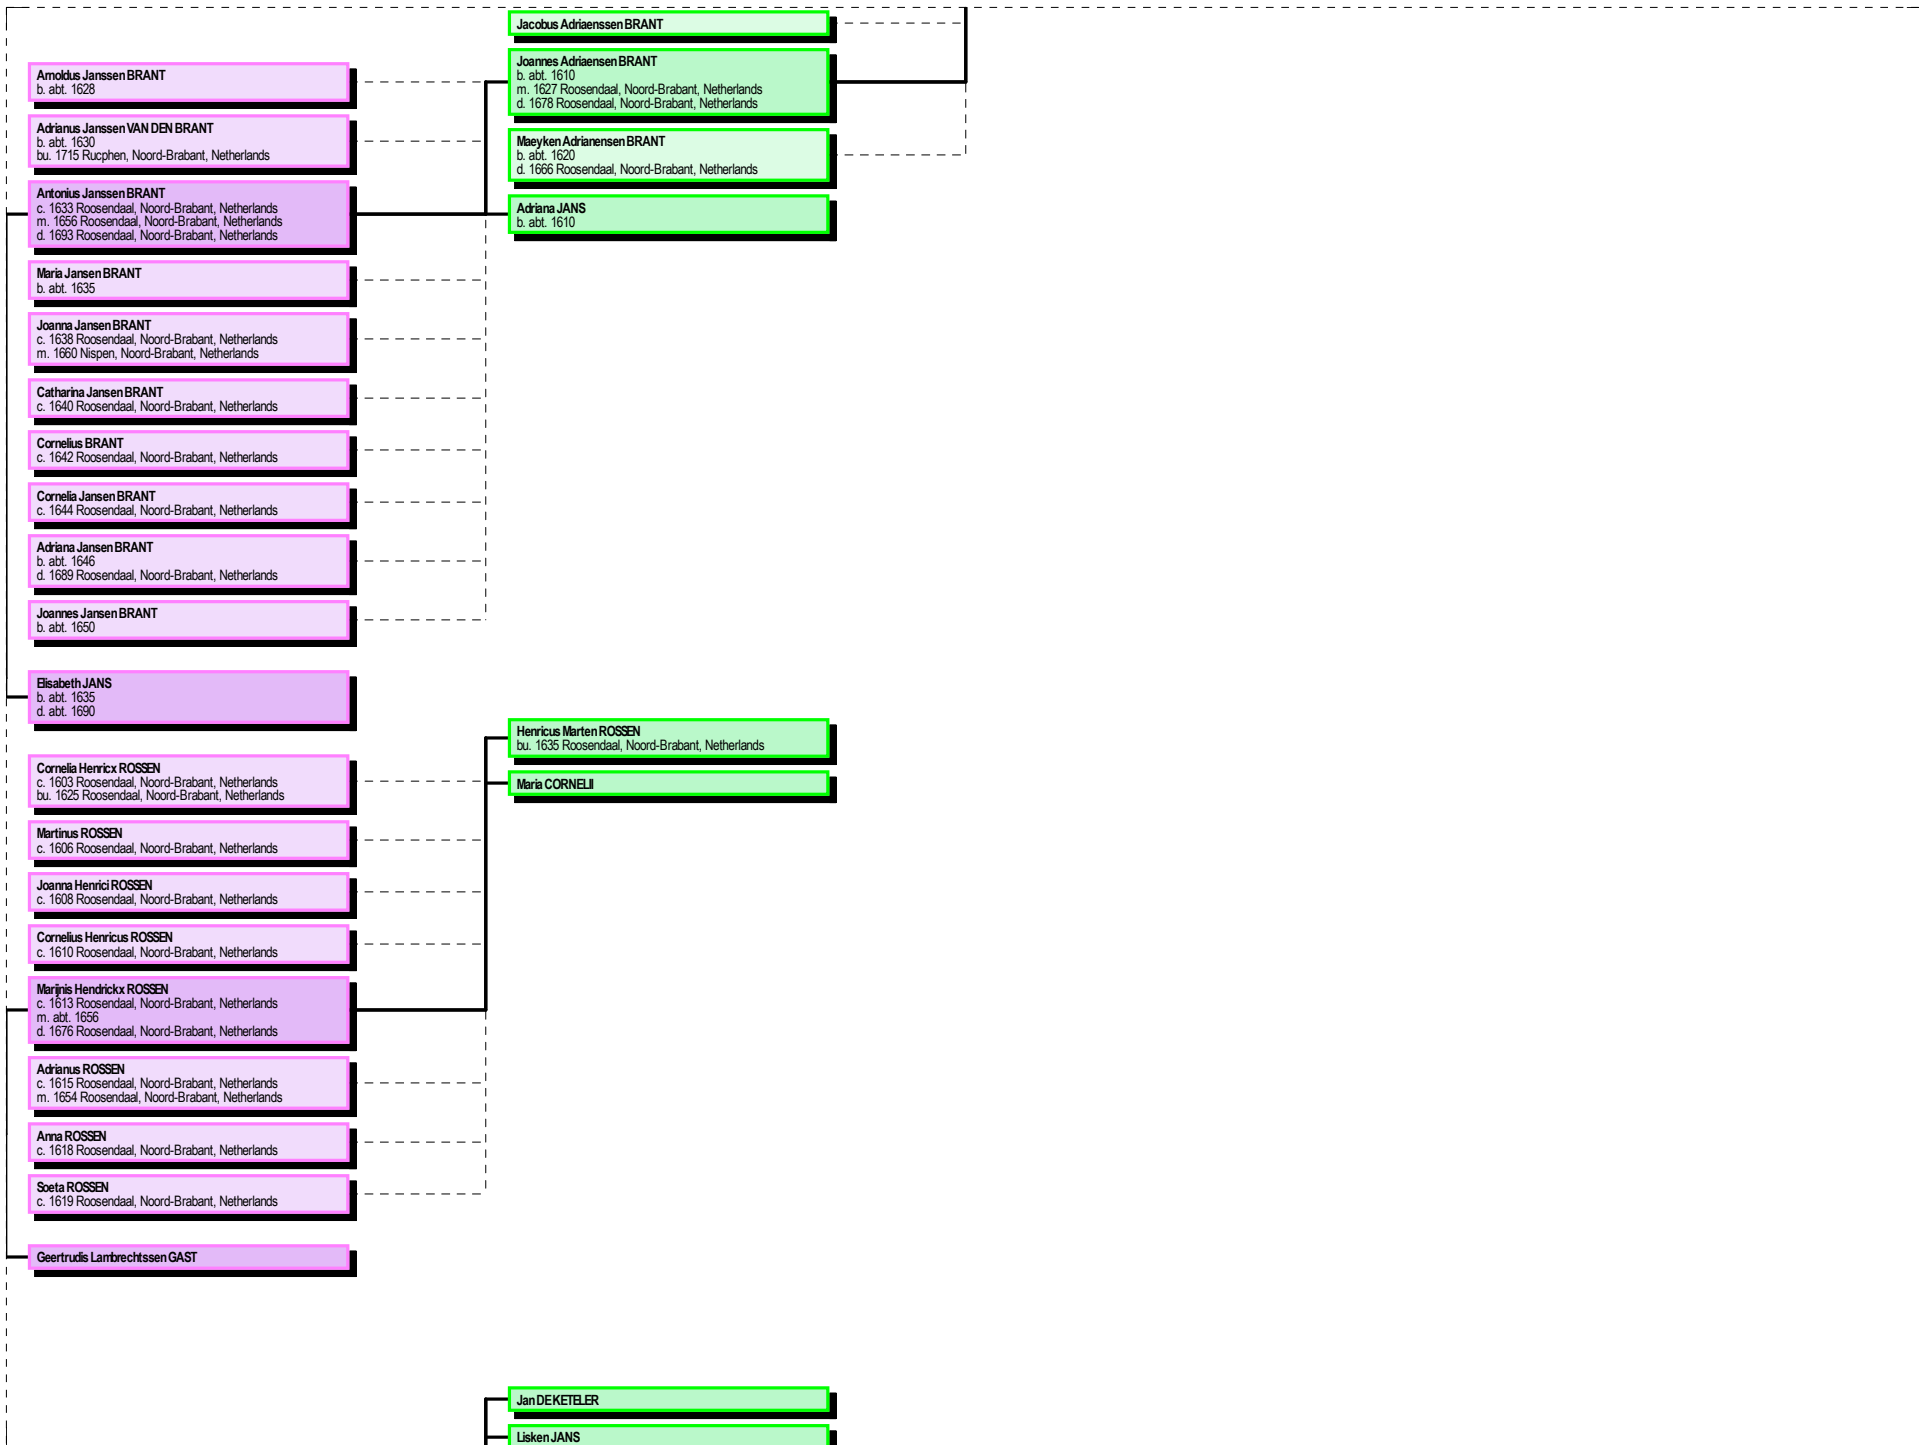 Jacobus Adriaenssen BRANT
Joannes Adriaensen BRANT
b. abt. 1610
m. 1627 Roosendaal, Noord-Brabant, Netherlands
d. 1678 Roosendaal, Noord-Brabant, Netherlands
Maeyken Adrianensen BRANT
b. abt. 1620
d. 1666 Roosendaal, Noord-Brabant, Netherlands
Adriana JANS
b. abt. 1610
Arnoldus Janssen BRANT
b. abt. 1628
Adrianus Janssen VAN DEN BRANT
b. abt. 1630
bu. 1715 Rucphen, Noord-Brabant, Netherlands
Antonius Janssen BRANT
c. 1633 Roosendaal, Noord-Brabant, Netherlands
m. 1656 Roosendaal, Noord-Brabant, Netherlands
d. 1693 Roosendaal, Noord-Brabant, Netherlands
Maria Jansen BRANT
b. abt. 1635
Joanna Jansen BRANT
c. 1638 Roosendaal, Noord-Brabant, Netherlands
m. 1660 Nispen, Noord-Brabant, Netherlands
Catharina Jansen BRANT
c. 1640 Roosendaal, Noord-Brabant, Netherlands
Cornelius BRANT
c. 1642 Roosendaal, Noord-Brabant, Netherlands
Cornelia Jansen BRANT
c. 1644 Roosendaal, Noord-Brabant, Netherlands
Adriana Jansen BRANT
b. abt. 1646
d. 1689 Roosendaal, Noord-Brabant, Netherlands
Joannes Jansen BRANT
b. abt. 1650
Elisabeth JANS
b. abt. 1635
d. abt. 1690
Henricus Marten ROSSEN
bu. 1635 Roosendaal, Noord-Brabant, Netherlands
Maria CORNELII
Cornelia Henricx ROSSEN
c. 1603 Roosendaal, Noord-Brabant, Netherlands
bu. 1625 Roosendaal, Noord-Brabant, Netherlands
Martinus ROSSEN
c. 1606 Roosendaal, Noord-Brabant, Netherlands
Joanna Henrici ROSSEN
c. 1608 Roosendaal, Noord-Brabant, Netherlands
Cornelius Henricus ROSSEN
c. 1610 Roosendaal, Noord-Brabant, Netherlands
Marijnis Hendrickx ROSSEN
c. 1613 Roosendaal, Noord-Brabant, Netherlands
m. abt. 1656
d. 1676 Roosendaal, Noord-Brabant, Netherlands
Adrianus ROSSEN
c. 1615 Roosendaal, Noord-Brabant, Netherlands
m. 1654 Roosendaal, Noord-Brabant, Netherlands
Anna ROSSEN
c. 1618 Roosendaal, Noord-Brabant, Netherlands
Soeta ROSSEN
c. 1619 Roosendaal, Noord-Brabant, Netherlands
Geertrudis Lambrechtssen GAST
Jan DE KETELER
Lisken JANS